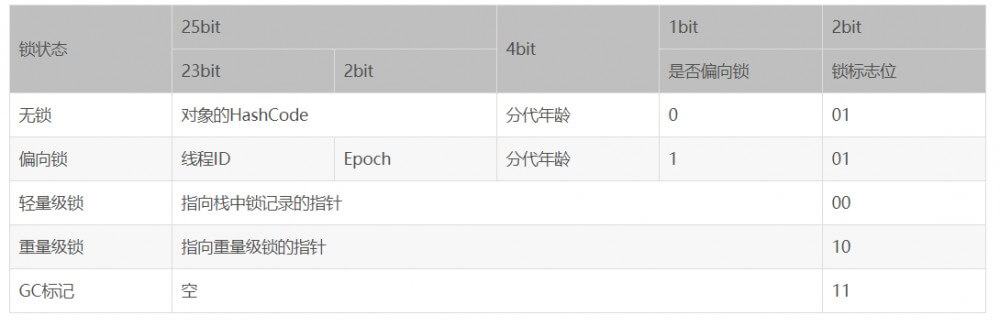 锁状态 25bit 4bit 1bit 2bit
23bit 2bit 是否偏向锁 锁标志位
无锁 对象的HashCode 分代年龄 0 01
偏向锁 线程ID Epoch 分代年龄 1 01
轻量级锁 指向栈中锁记录的指针 00
重量级锁 指向重量级锁的指针 10
GC标记 空 11